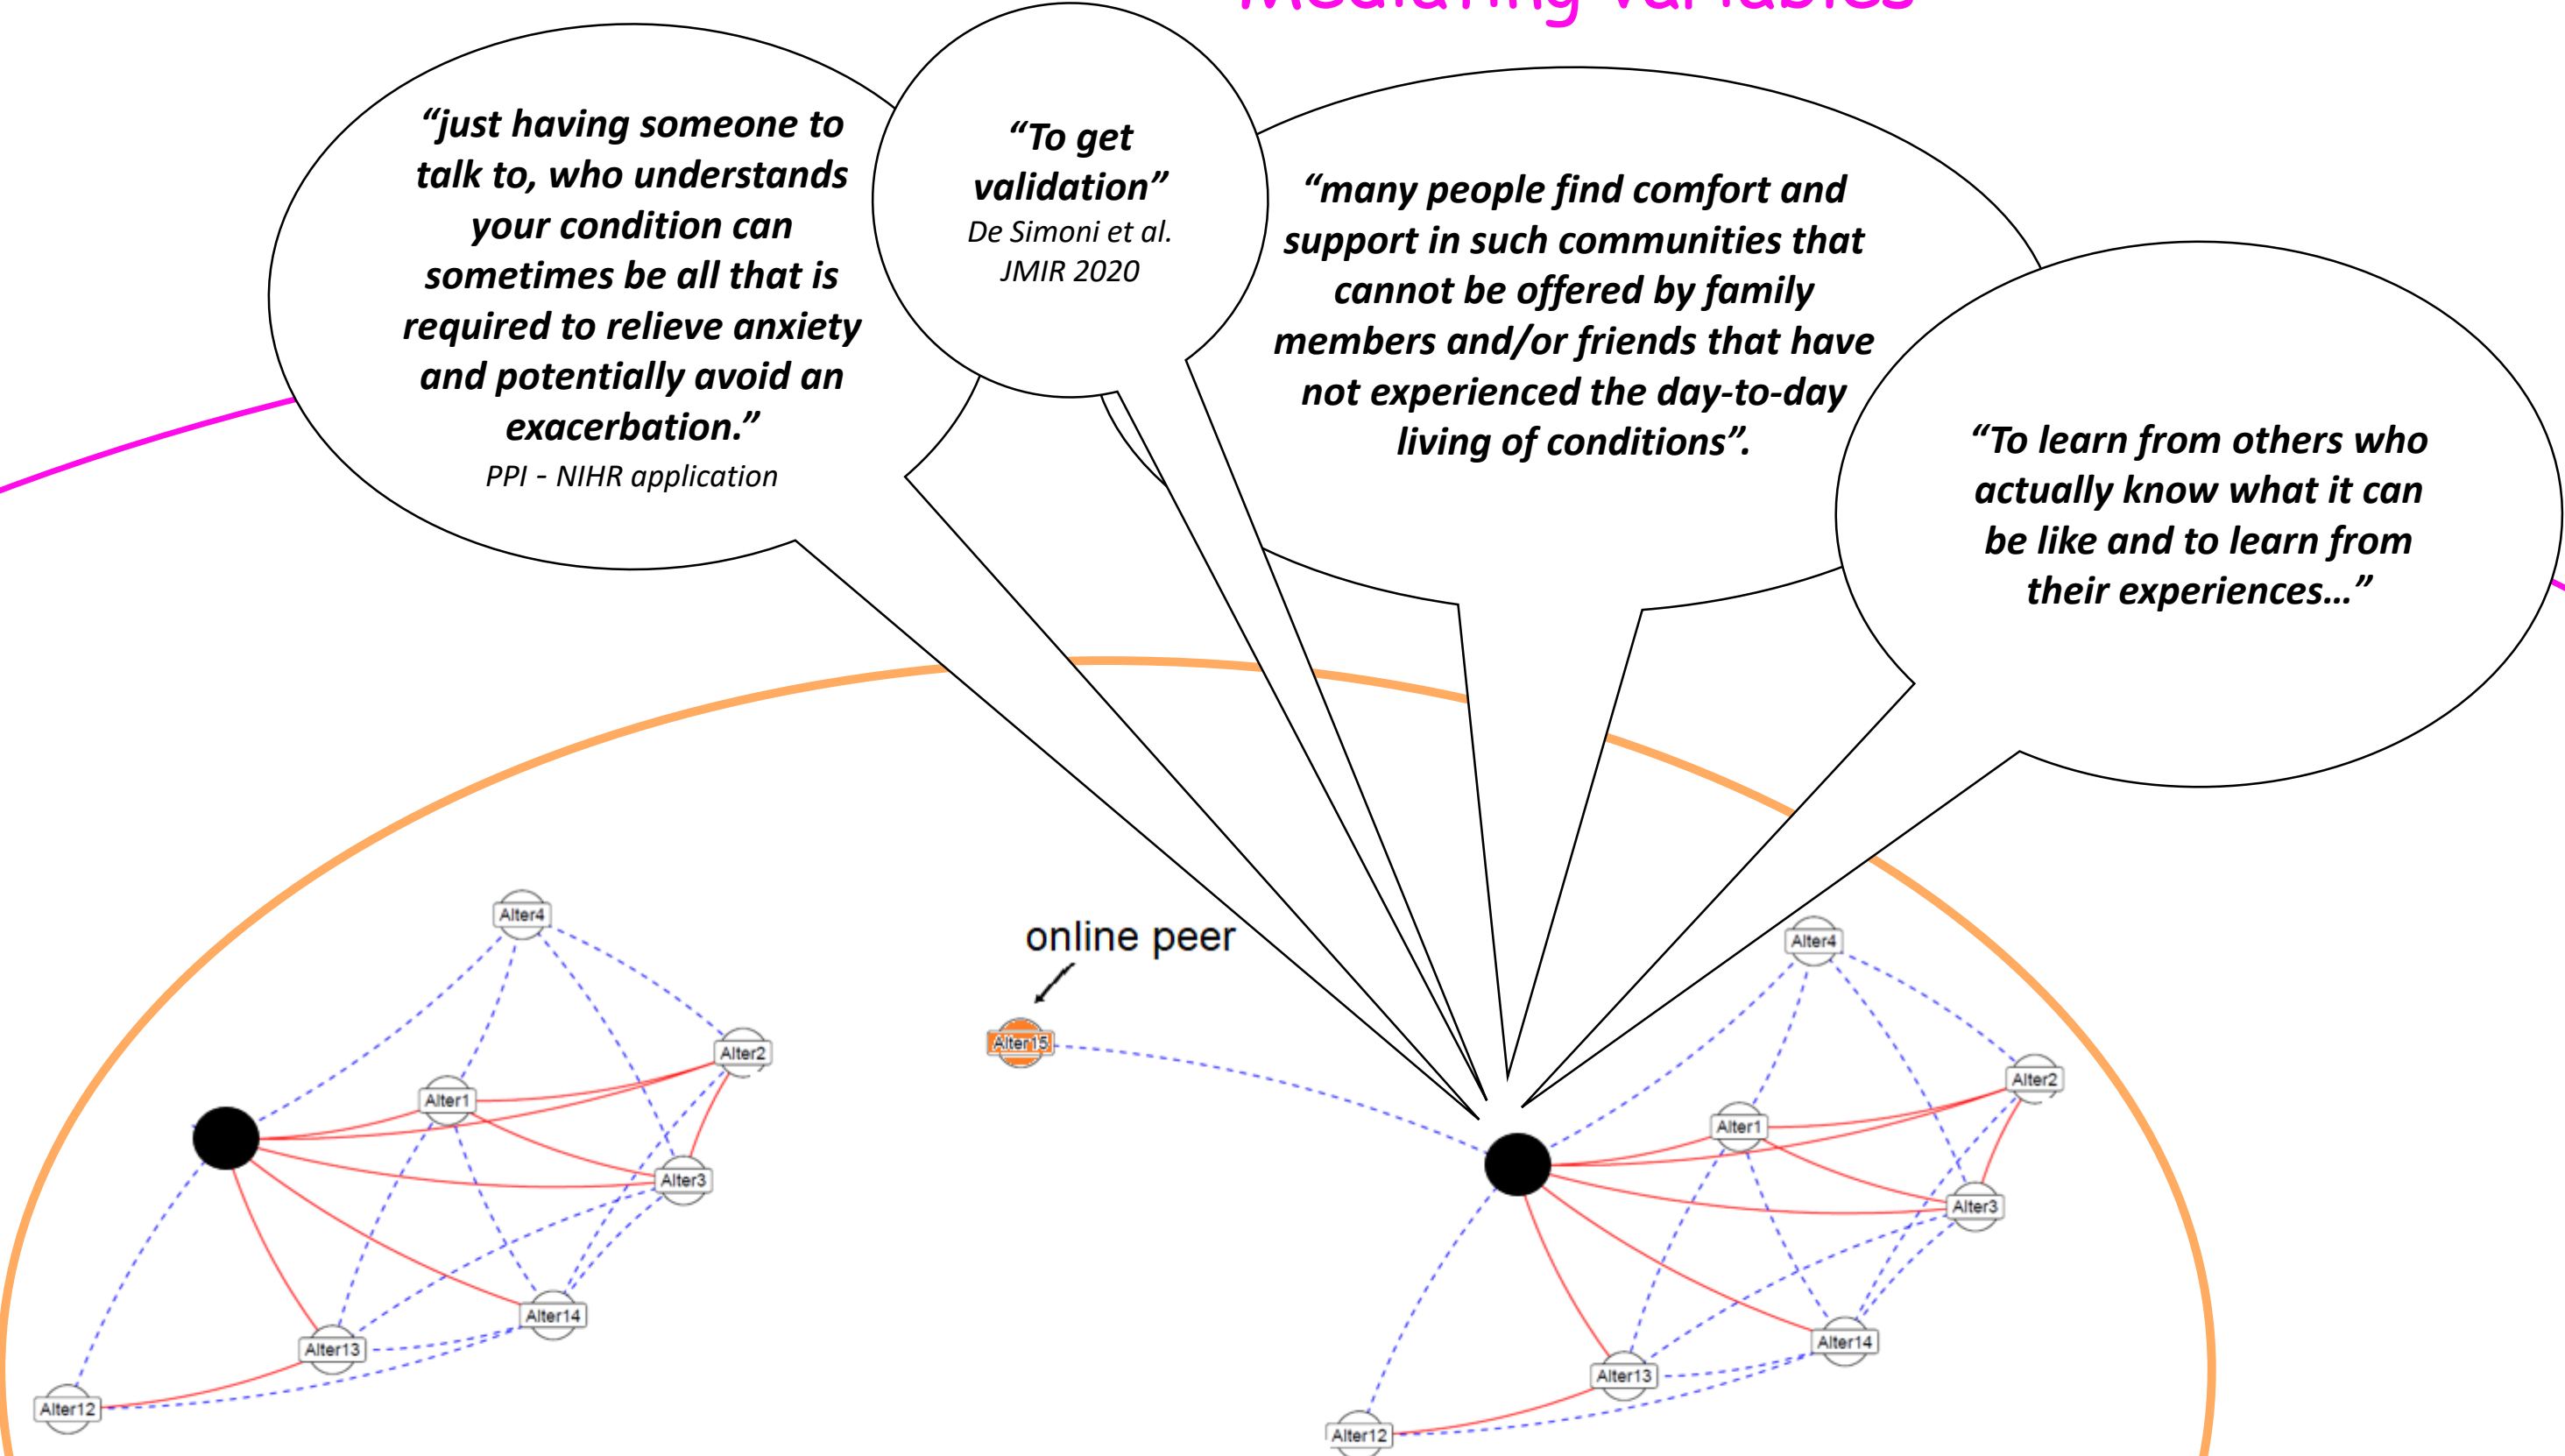 Mediating variables
“just having someone to
talk to, who understands
your condition can
sometimes be all that is
required to relieve anxiety
and potentially avoid an
exacerbation.”
PPI - NIHR application
“To get
validation”
De Simoni et al.
JMIR 2020
“many people find comfort and
support in such communities that
cannot be offered by family
members and/or friends that have
not experienced the day-to-day
living of conditions”.
“To learn from others who
actually know what it can
be like and to learn from
their experiences…”
Alter4
Alter2
Alter1
Alter3
Alter14
Alter13
Alter12
online peer
Alter15
Alter4
Alter2
Alter1
Alter3
Alter14
Alter13
Alter12